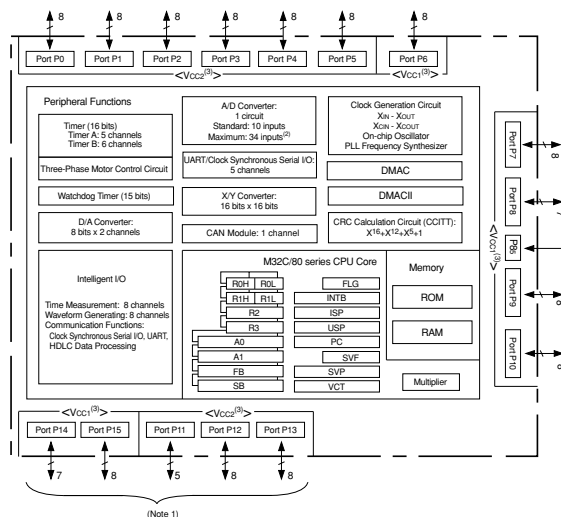 8 8 8 8 8 8 8
Port P0 Port P1 Port P2 Port P3 Port P4 Port P5 Port P6
<VCC2(3)> <VCC1(3)>
Peripheral Functions
Timer (16 bits)
Timer A: 5 channels
Timer B: 6 channels
Three-Phase Motor Control Circuit
Watchdog Timer (15 bits)
D/A Converter:
8 bits x 2 channels
Intelligent I/O
Time Measurement: 8 channels
Waveform Generating: 8 channels
Communication Functions:
Clock Synchronous Serial I/O, UART,
HDLC Data Processing
A/D Converter:
1 circuit
Standard: 10 inputs
Maximum: 34 inputs(2)
UART/Clock Synchronous Serial I/O:
5 channels
X/Y Converter:
16 bits x 16 bits
CAN Module: 1 channel
Clock Generation Circuit
XIN - XOUT
XCIN - XCOUT
On-chip Oscillator
PLL Frequency Synthesizer
DMAC
DMACII
CRC Calculation Circuit (CCITT):
X16+X12+X5+1
M32C/80 series CPU Core
R0H R0L
R1H R1L
R2
R3
A0
A1
FB
SB
FLG
INTB
ISP
USP
PC
SVF
SVP
VCT
Memory
ROM
RAM
Multiplier
<VCC1(3)> <VCC1(3)>
Port P7
8
Port P8
P85
Port P9
Port P10
<VCC1(3)> <VCC2(3)>
Port P14 Port P15 Port P11 Port P12 Port P13
7 8 5 8 8
(Note 1)